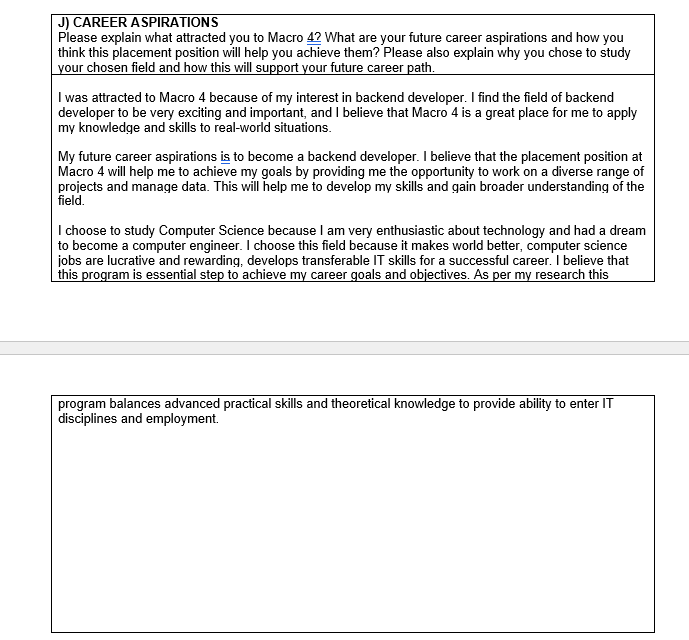 J) CAREER ASPIRATIONS
Please explain what attracted you to Macro 4? What are your future career aspirations and how you
think this placement position will help you achieve them? Please also explain why you chose to study
your chosen field and how this will support your future career path.
I was attracted to Macro 4 because of my interest in backend developer. I find the field of backend
developer to be very exciting and important, and I believe that Macro 4 is a great place for me to apply
my knowledge and skills to real-world situations.
My future career aspirations is to become a backend developer. I believe that the placement position at
Macro 4 will help me to achieve my goals by providing me the opportunity to work on a diverse range of
projects and manage data. This will help me to develop my skills and gain broader understanding of the
field.
I choose to study Computer Science because I am very enthusiastic about technology and had a dream
to become a computer engineer. I choose this field because it makes world better, computer science
jobs are lucrative and rewarding, develops transferable IT skills for a successful career. I believe that
this program is essential step to achieve my career goals and objectives. As per my research this
program balances advanced practical skills and theoretical knowledge to provide ability to enter IT
disciplines and employment.